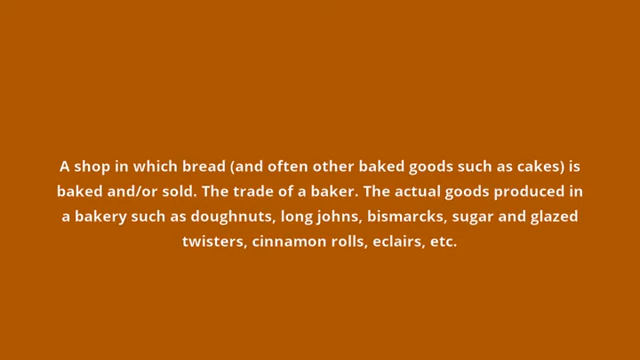 A shop in which bread (and often other baked goods such as cakes) is
baked and/or sold. The trade of a baker. The actual goods produced in
a bakery such as doughnuts, long johns, bismarcks, sugar and glazed
twisters, cinnamon rolls, eclairs, etc.